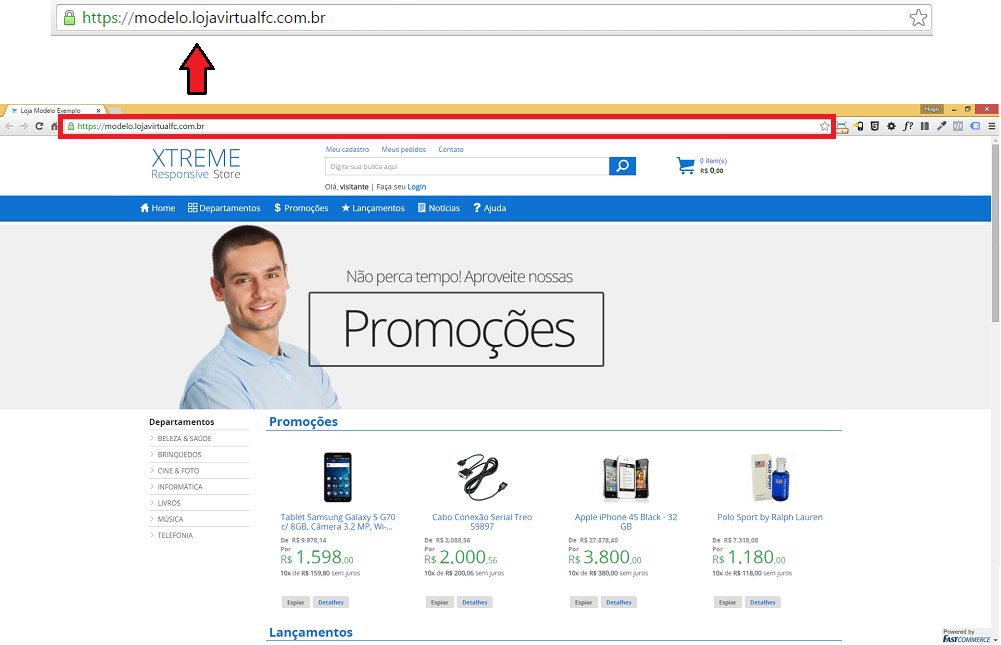 https://modelo.lojavirtualfc.com.br
Loja Modelo Exemplo
Hugo
https://modelo.lojavirtualfc.com.br
XTREME
Responsive Store
Meu cadastro Meus pedidos Contato
Digite sua busca aqui
Olá, visitante | Faça seu Login
0 item(s)
R$ 0,00
Home Departamentos Promoções Lançamentos Notícias Ajuda
Não perca tempo! Aproveite nossas
Promoções
Departamentos
BELEZA & SAÚDE
BRINQUEDOS
CINE & FOTO
INFORMÁTICA
LIVROS
MÚSICA
TELEFONIA
Promoções
Tablet Samsung Galaxy S G70
c/ 8GB, Câmera 3.2 MP, Wi-...
De R$ 9.978,14
Por
R$ 1.598,00
10x de R$ 159,80 sem juros
Espiar Detalhes
Cabo Conexão Serial Treo
59897
De R$ 2.088,56
Por
R$ 2.000,56
10x de R$ 200,06 sem juros
Espiar Detalhes
Apple iPhone 4S Black - 32
GB
De R$ 27.878,40
Por
R$ 3.800,00
10x de R$ 380,00 sem juros
Espiar Detalhes
Polo Sport by Ralph Lauren
De R$ 7.318,08
Por
R$ 1.180,00
10x de R$ 118,00 sem juros
Espiar Detalhes
Lançamentos
Powered by
FASTCOMMERCE